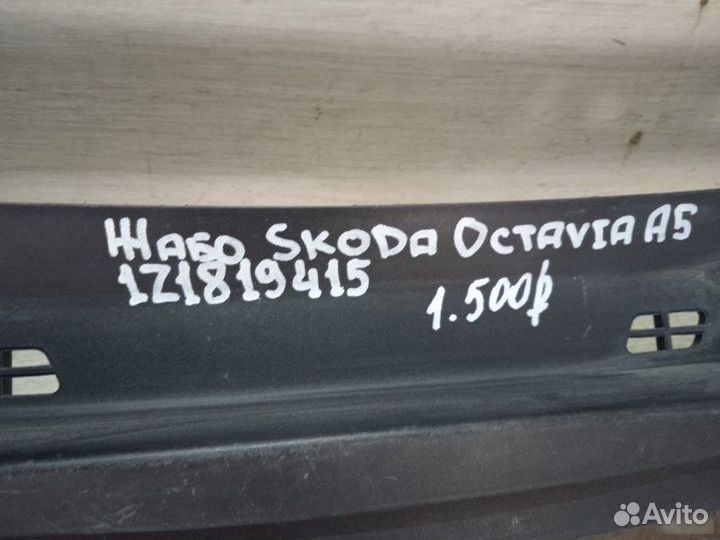 Жабо SKODA OCTAVIA A5
1Z1819415
1.500₽
Avito